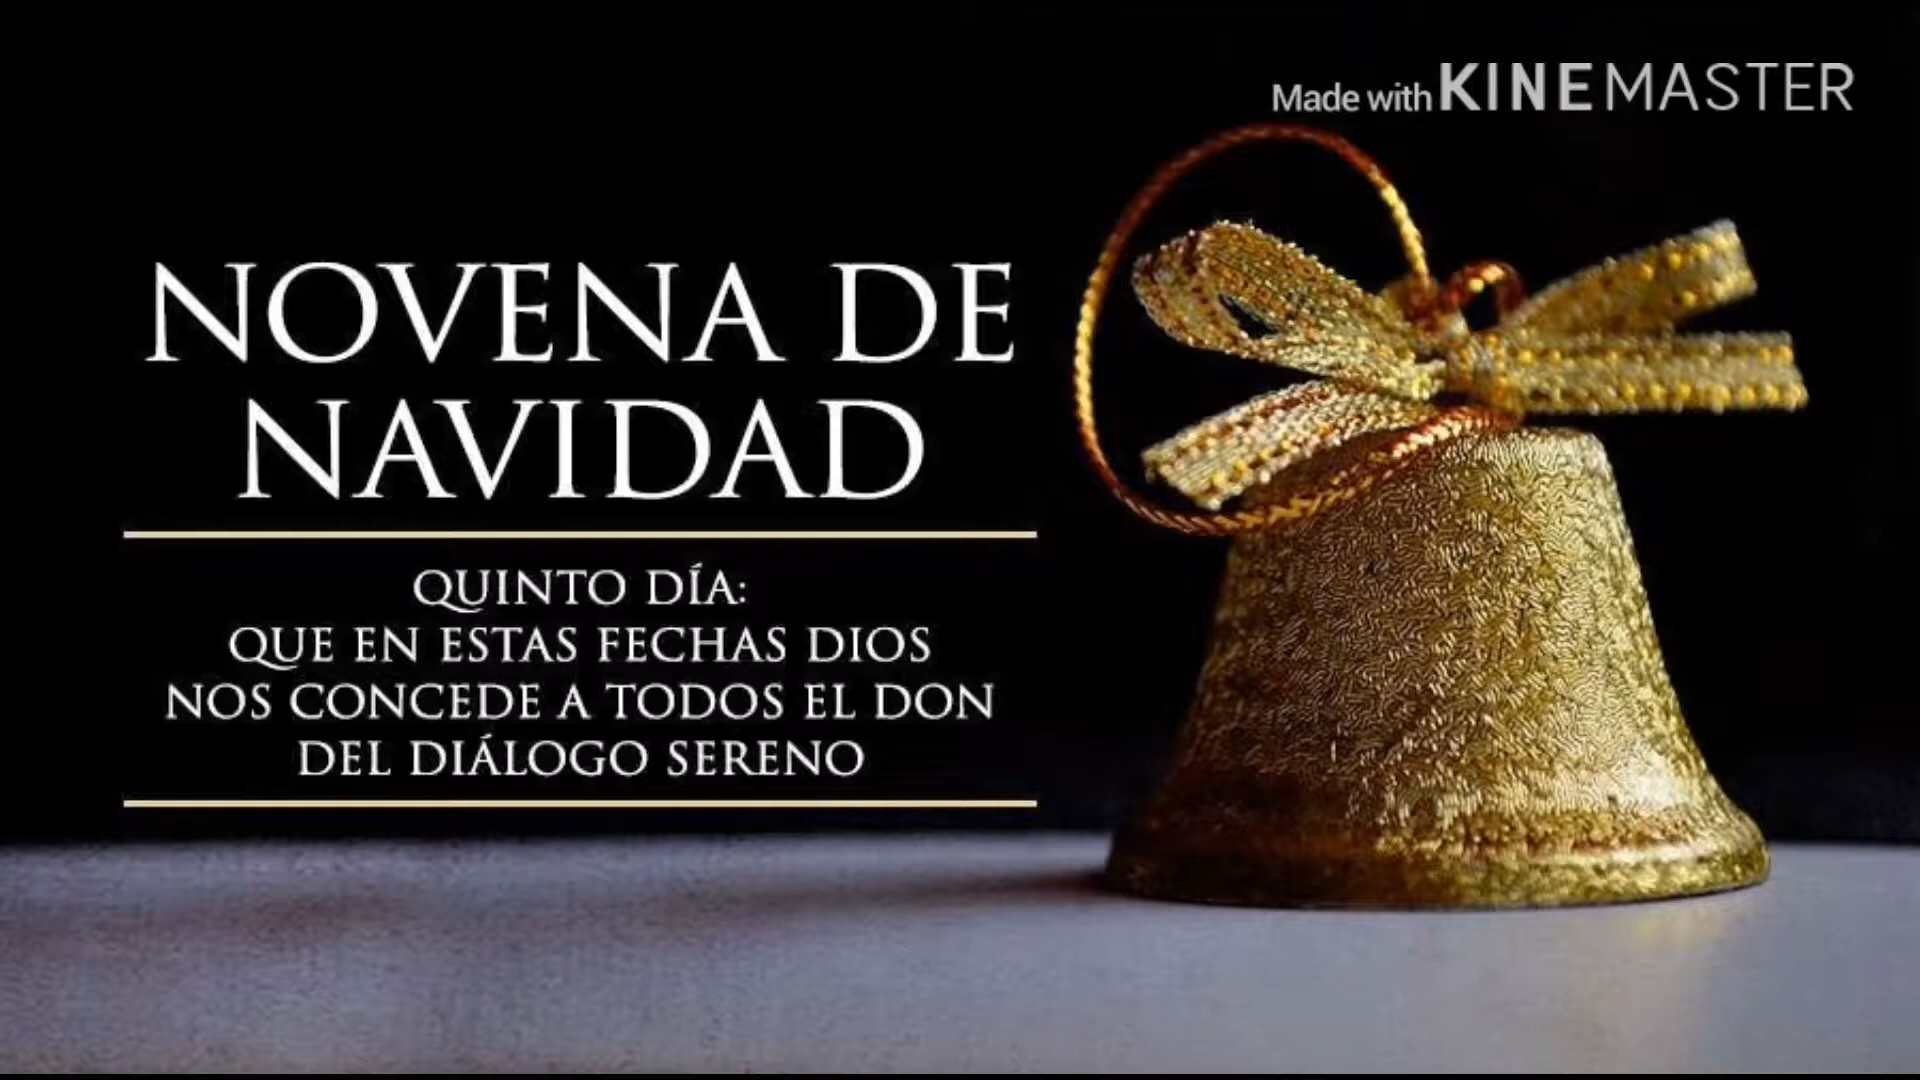 Made with KINEMASTER
NOVENA DE
NAVIDAD
QUINTO DÍA:
QUE EN ESTAS FECHAS DIOS
NOS CONCEDE A TODOS EL DON
DEL DIÁLOGO SERENO